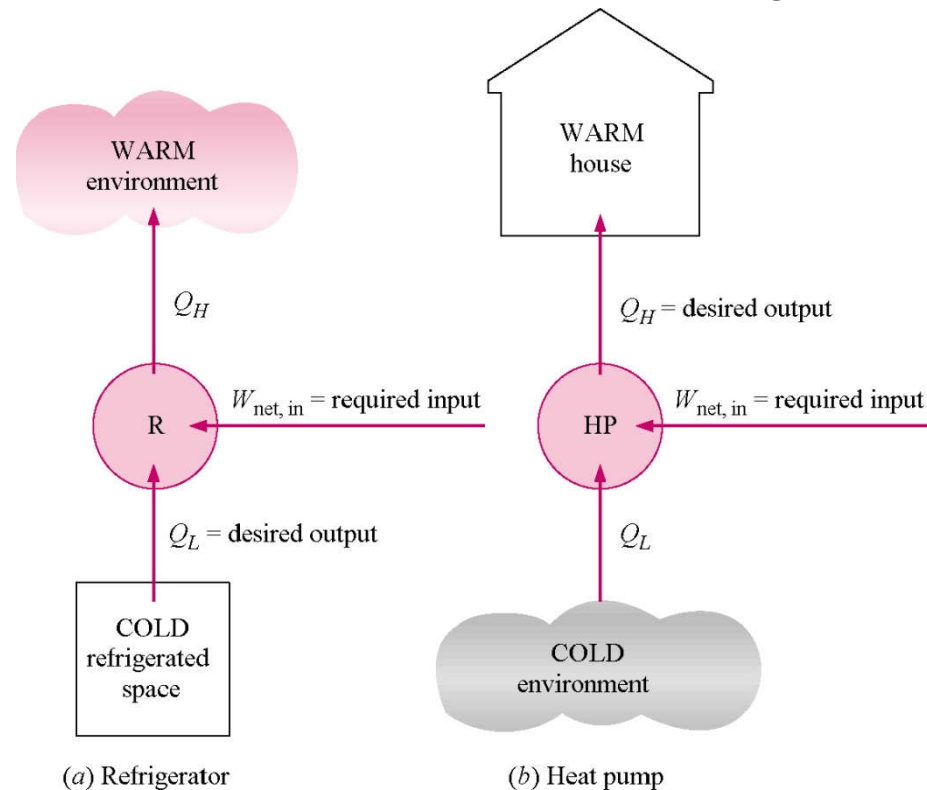 WARM
environment
Q_H
R
W_net, in = required input
Q_L = desired output
COLD
refrigerated
space
(a) Refrigerator
WARM
house
Q_H = desired output
HP
W_net, in = required input
Q_L
COLD
environment
(b) Heat pump